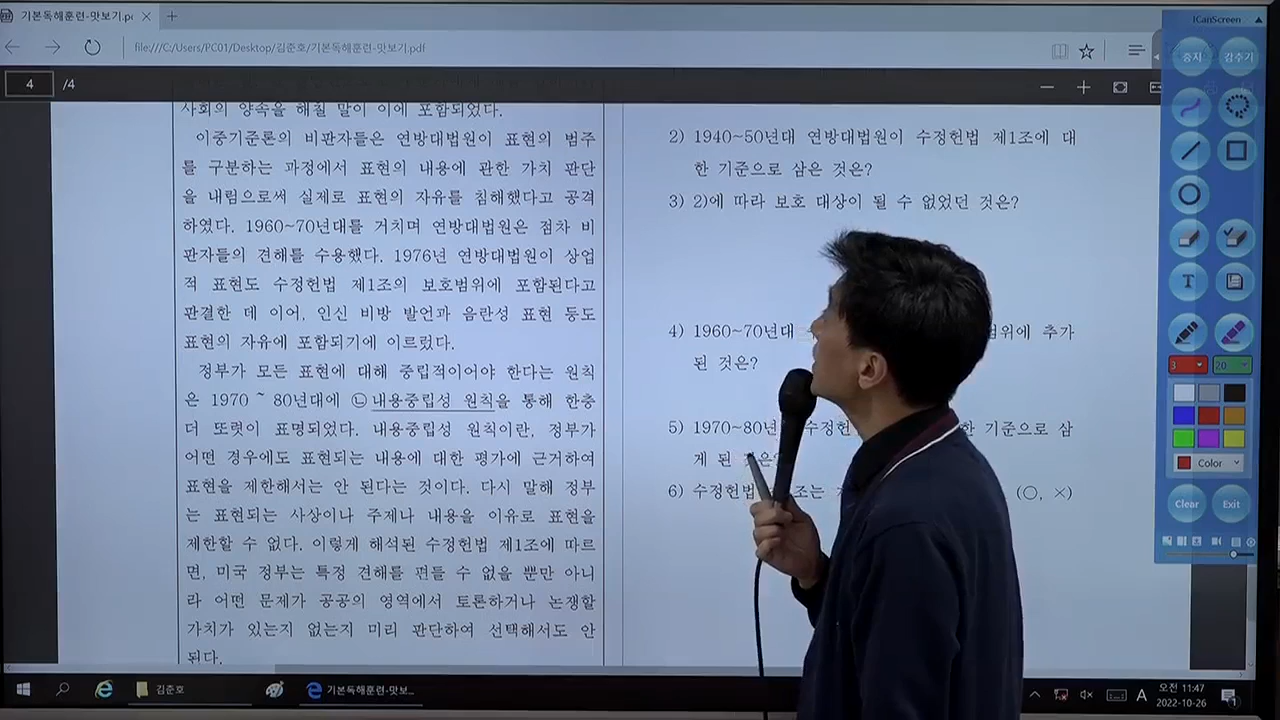 기본독해훈련-맛보기.pc
ICanScreen
file:///C:/Users/PC01/Desktop/김준호/기본독해훈련-맛보기.pdf
중지
감추기
4 /4
사회의 양속을 해칠 말이 이에 포함되었다.
이중기준론의 비판자들은 연방대법원이 표현의 범주
를 구분하는 과정에서 표현의 내용에 관한 가치 판단
을 내림으로써 실제로 표현의 자유를 침해했다고 공격
하였다. 1960~70년대를 거치며 연방대법원은 점차 비
판자들의 견해를 수용했다. 1976년 연방대법원이 상업
적 표현도 수정헌법 제1조의 보호범위에 포함된다고
판결한 데 이어, 인신 비방 발언과 음란성 표현 등도
표현의 자유에 포함되기에 이르렀다.
정부가 모든 표현에 대해 중립적이어야 한다는 원칙
은 1970 ~ 80년대에 ㉡내용중립성 원칙을 통해 한층
더 또렷이 표명되었다. 내용중립성 원칙이란, 정부가
어떤 경우에도 표현되는 내용에 대한 평가에 근거하여
표현을 제한해서는 안 된다는 것이다. 다시 말해 정부
는 표현되는 사상이나 주제나 내용을 이유로 표현을
제한할 수 없다. 이렇게 해석된 수정헌법 제1조에 따르
면, 미국 정부는 특정 견해를 편들 수 없을 뿐만 아니
라 어떤 문제가 공공의 영역에서 토론하거나 논쟁할
가치가 있는지 없는지 미리 판단하여 선택해서도 안
된다.
2) 1940~50년대 연방대법원이 수정헌법 제1조에 대
한 기준으로 삼은 것은?
3) 2)에 따라 보호 대상이 될 수 없었던 것은?
4) 1960~70년대 범위에 추가
된 것은?
5) 1970~80년 수정헌 한 기준으로 삼
게 된 것은?
6) 수정헌법 조는 (○, ×)
T
3
20
Color
Clear
Exit
김준호
기본독해훈련-맛보...
A
오전 11:47
2022-10-26
1